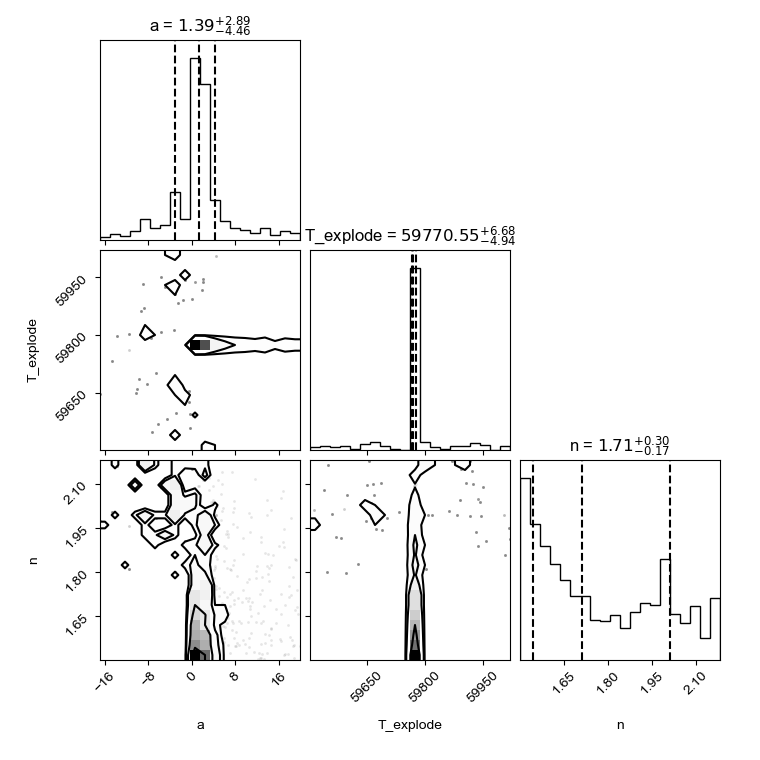 a = 1.39+2.89 −4.46
T_explode = 59770.55+6.68 −4.94
59950
59800
59650
T_explode
n = 1.71+0.30 −0.17
2.10
1.95
1.80
1.65
n
−16 −8 0 8 16
59650 59800 59950
1.65 1.80 1.95 2.10
a T_explode n